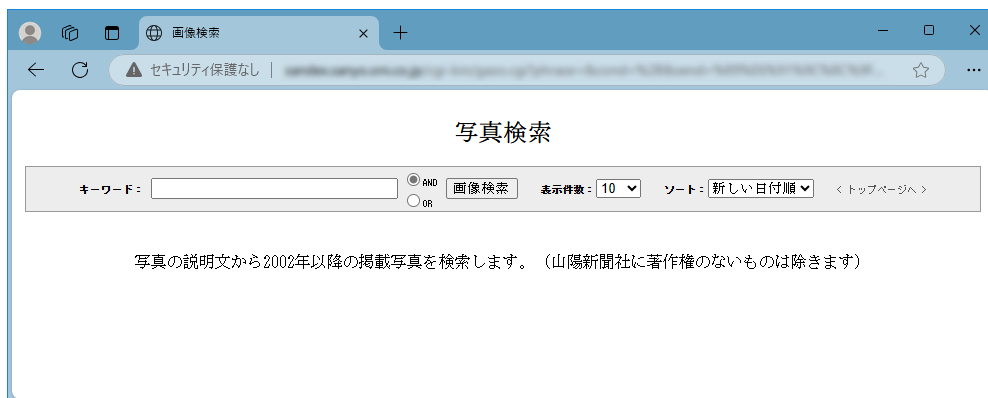 画像検索
セキュリティ保護なし
写真検索
キーワード： AND OR 画像検索 表示件数： 10 ソート： 新しい日付順 < トップページへ >
写真の説明文から2002年以降の掲載写真を検索します。（山陽新聞社に著作権のないものは除きます）